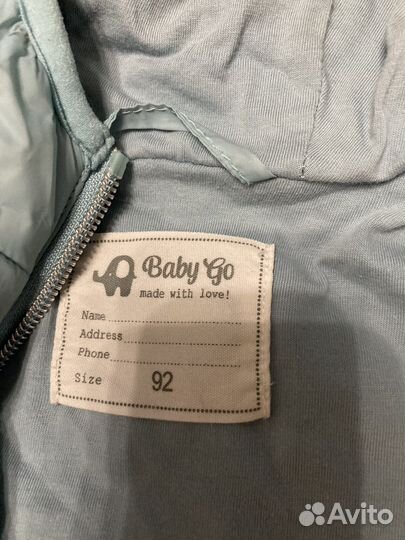 Baby Go
made with love!
Name
Address
Phone
Size 92
Avito